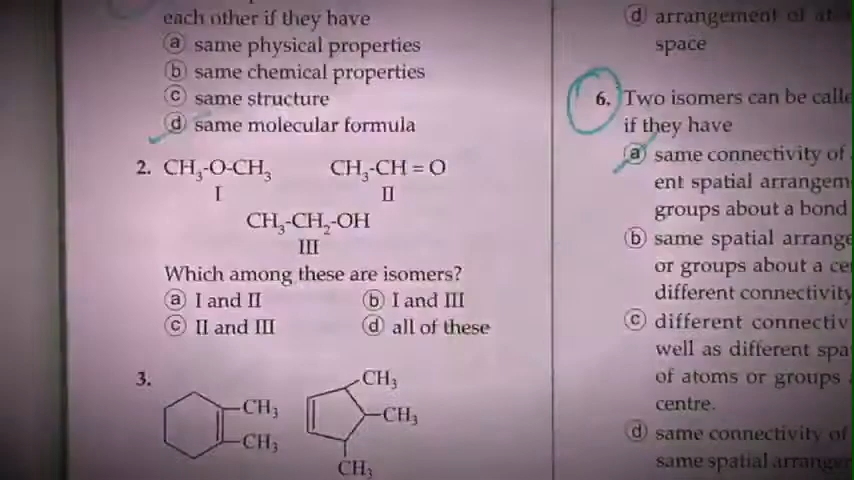 each other if they have
ⓐ same physical properties
ⓑ same chemical properties
ⓒ same structure
ⓓ same molecular formula
2. CH₃-O-CH₃ CH₃-CH = O
I II
CH₃-CH₂-OH
III
Which among these are isomers?
ⓐ I and II ⓑ I and III
ⓒ II and III ⓓ all of these
3.
CH₃ CH₃
CH₃ CH₃
CH₃
ⓓ arrangement of
space
6. Two isomers can be calle
if they have
ⓐ same connectivity of
ent spatial arrangem
groups about a bond
ⓑ same spatial arrange
or groups about a ce
different connectivity
ⓒ different connectiv
well as different spa
of atoms or groups
centre.
ⓓ same connectivity of
same spatial arranger